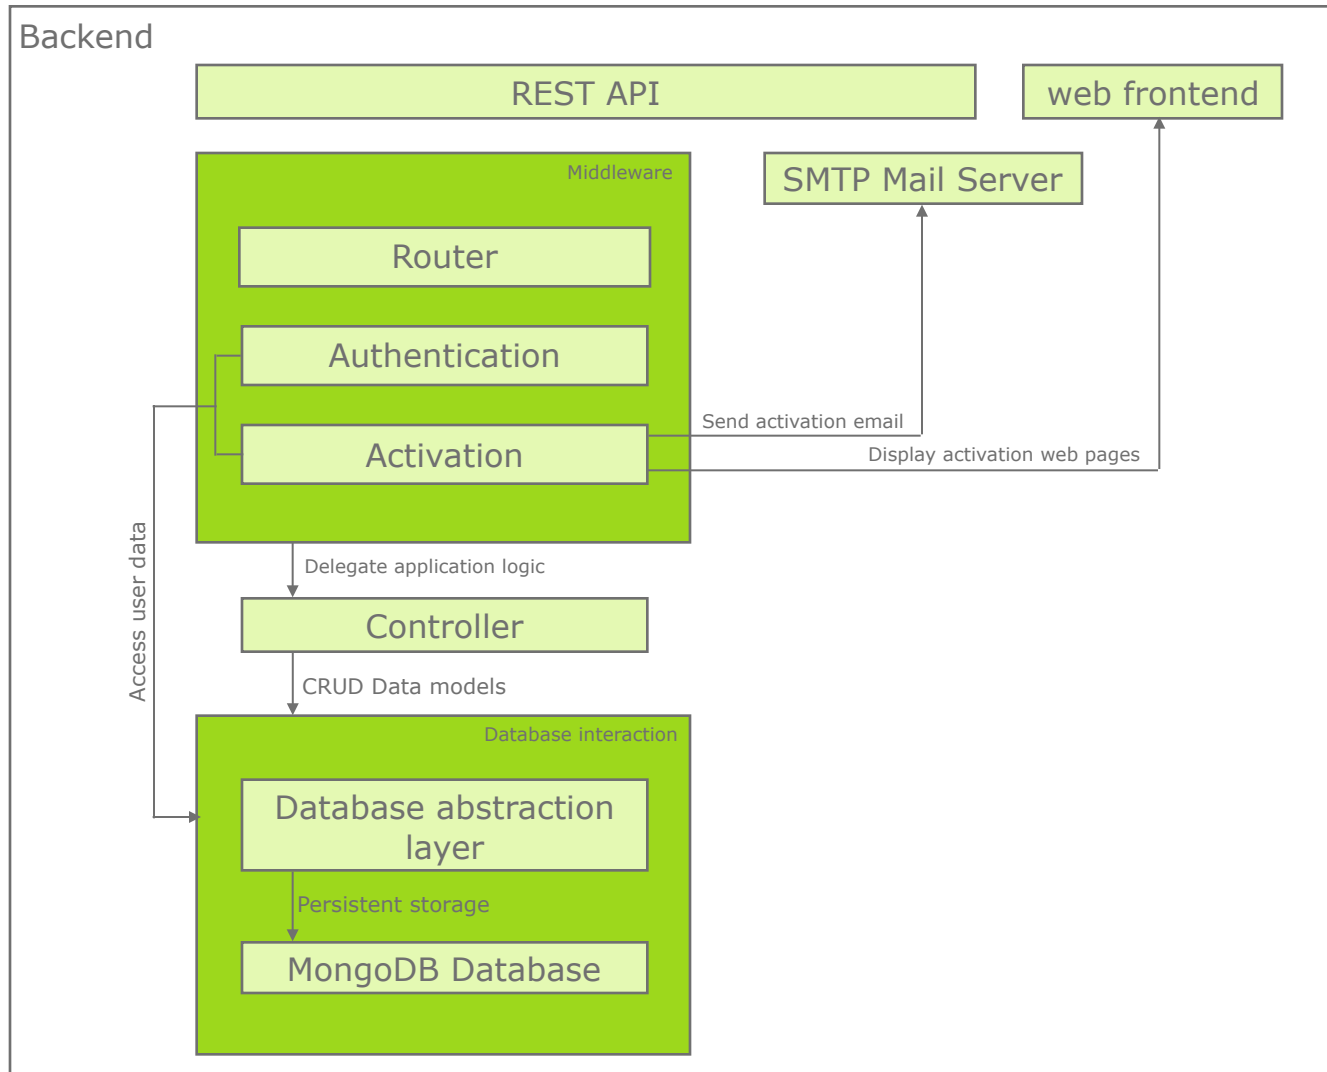 Backend
REST API
web frontend
Middleware
SMTP Mail Server
Router
Authentication
Send activation email
Activation
Display activation web pages
Access user data
Delegate application logic
Controller
CRUD Data models
Database interaction
Database abstraction
layer
Persistent storage
MongoDB Database